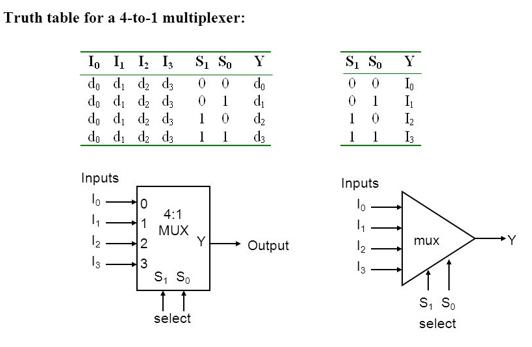 Truth table for a 4-to-1 multiplexer:
I₀ I₁ I₂ I₃ S₁ S₀ Y
d₀ d₁ d₂ d₃ 0 0 d₀
d₀ d₁ d₂ d₃ 0 1 d₁
d₀ d₁ d₂ d₃ 1 0 d₂
d₀ d₁ d₂ d₃ 1 1 d₃
S₁ S₀ Y
0 0 I₀
0 1 I₁
1 0 I₂
1 1 I₃
Inputs
I₀ 0
I₁ 1
I₂ 2
I₃ 3
4:1
MUX
Y Output
S₁ S₀
select
Inputs
I₀
I₁
I₂
I₃
mux
Y
S₁ S₀
select